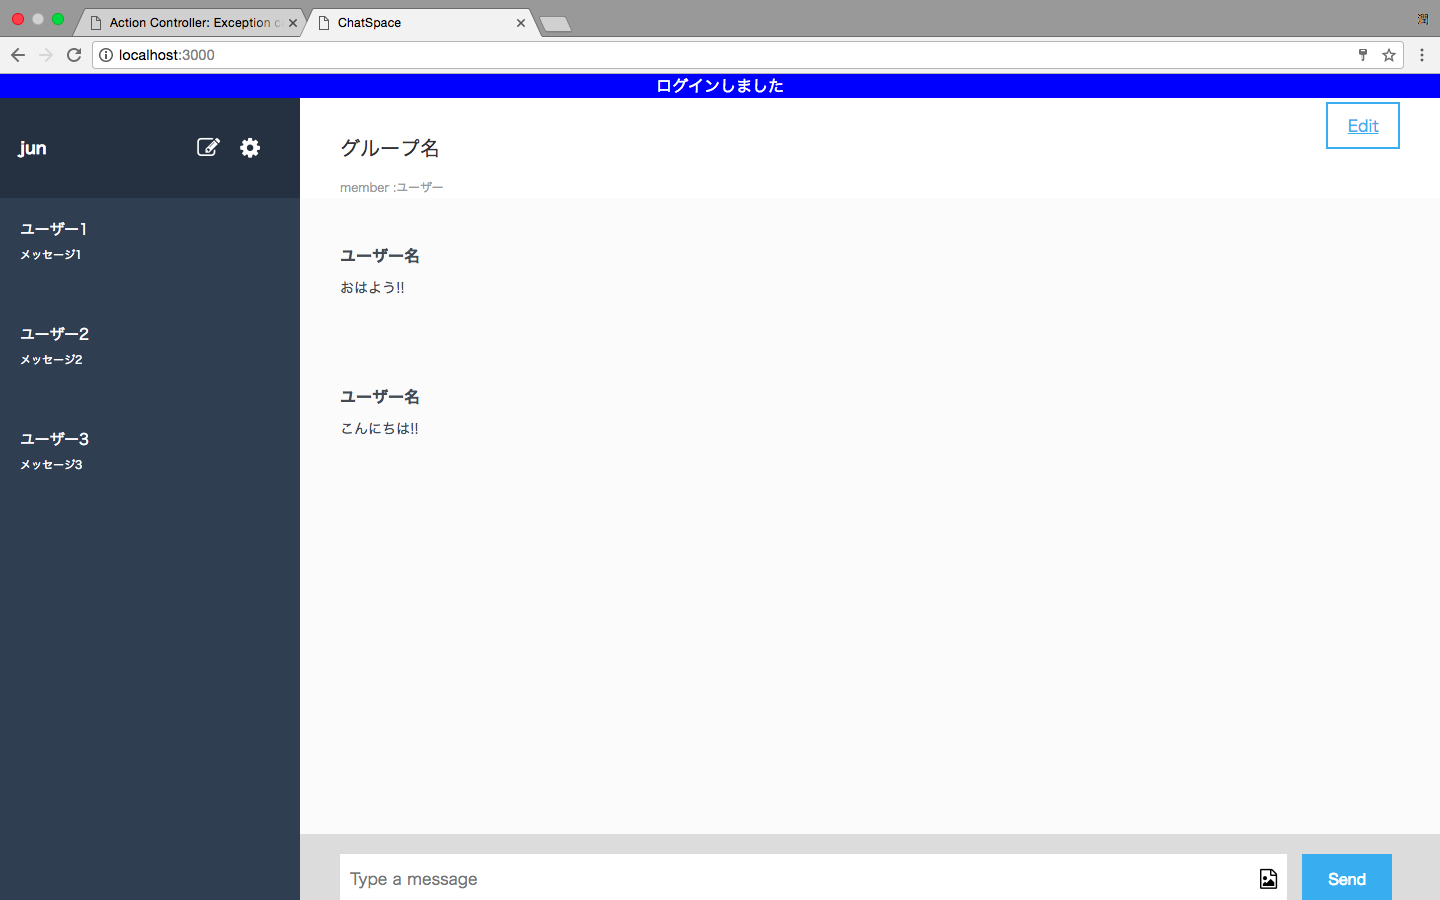 Action Controller: Exception c
ChatSpace
潤
localhost:3000
ログインしました
jun
グループ名
Edit
member :ユーザー
ユーザー1
メッセージ1
ユーザー2
メッセージ2
ユーザー3
メッセージ3
ユーザー名
おはよう!!
ユーザー名
こんにちは!!
Type a message
Send